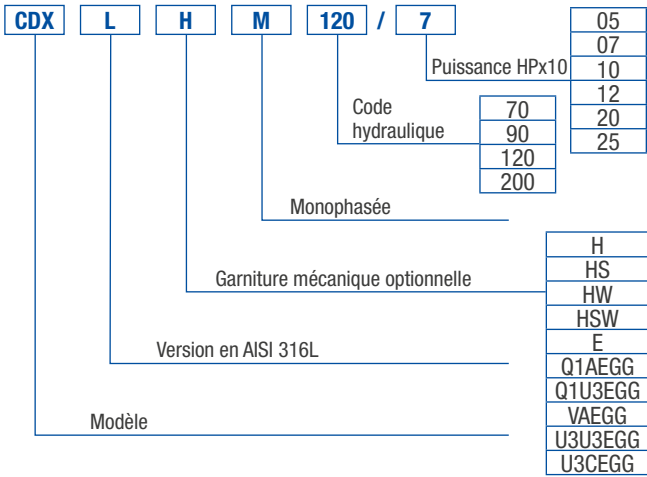 CDX L H M 120 / 7
05
07
Puissance HPx10 10
12
20
25
Code
hydraulique
70
90
120
200
Monophasée
Garniture mécanique optionnelle
H
HS
HW
HSW
E
Q1AEGG
Q1U3EGG
VAEGG
U3U3EGG
U3CEGG
Version en AISI 316L
Modèle